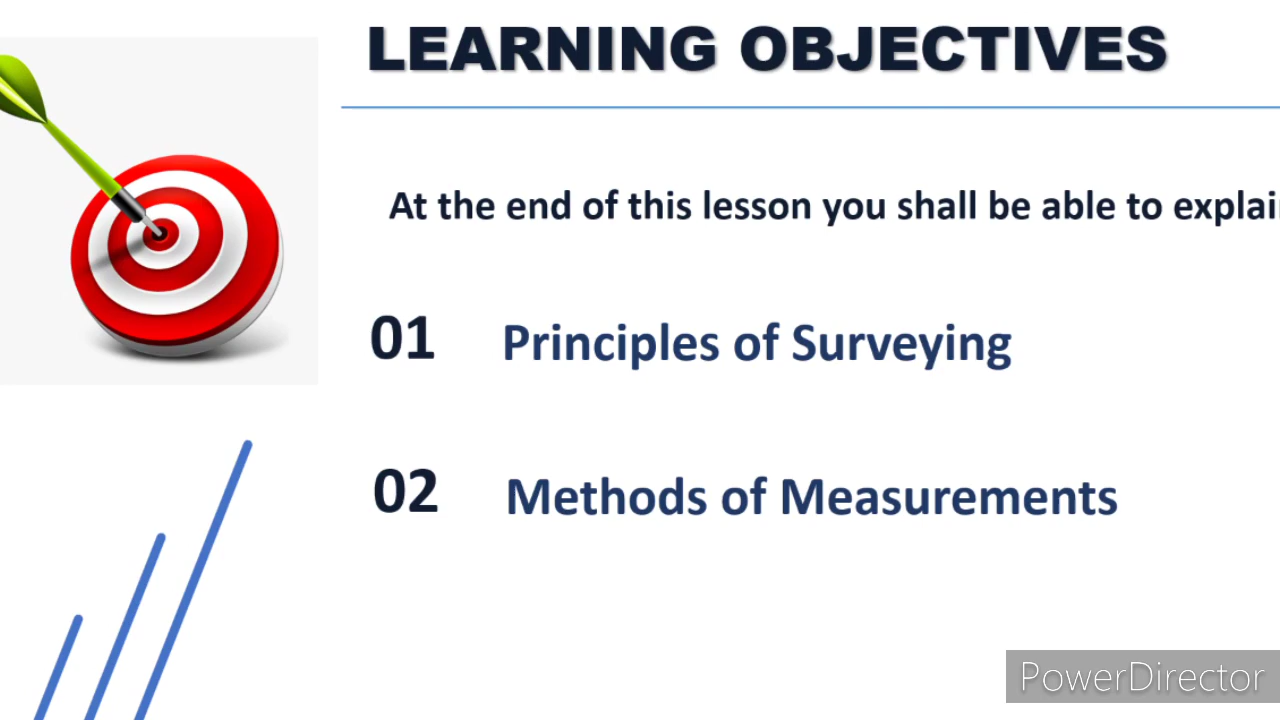 LEARNING OBJECTIVES
At the end of this lesson you shall be able to
01 Principles of Surveying
02 Methods of Measurements
PowerDirector